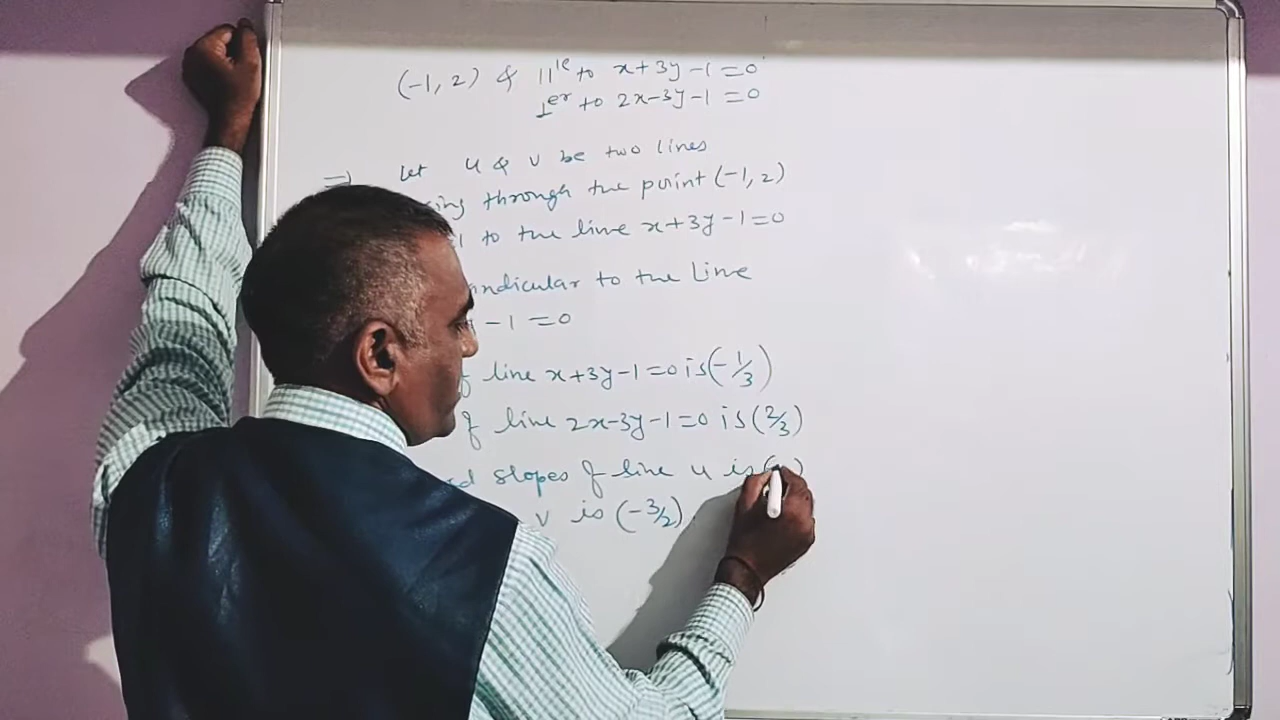 (-1, 2) & ||le to x+3y-1=0
⊥er to 2x-3y-1=0
⇒ Let u & v be two lines
through the point (-1, 2)
to the line x+3y-1=0
to the Line
-1=0
line x+3y-1=0 is (-1/3)
of line 2x-3y-1=0 is (2/3)
slopes of line u is
v is (-3/2)